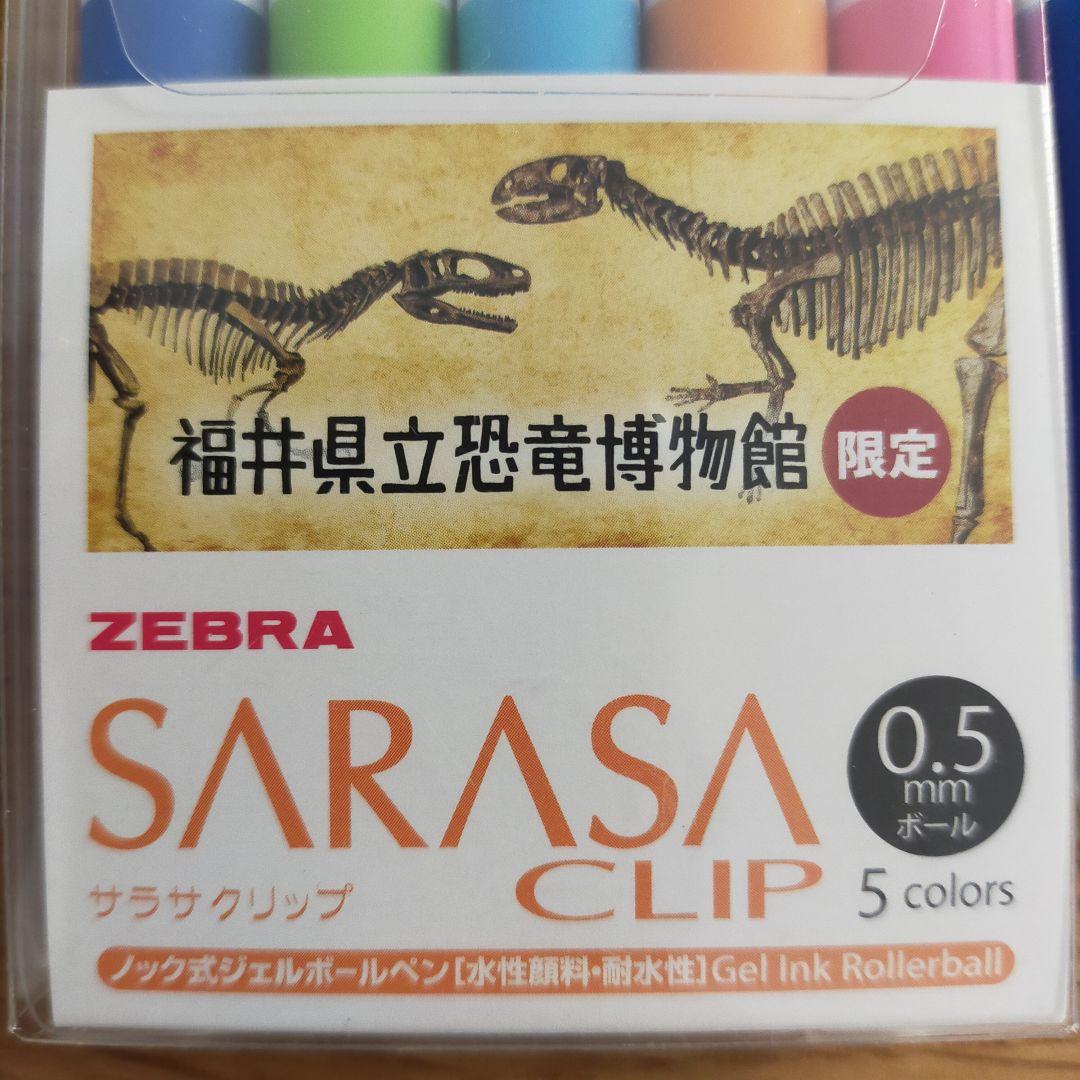 福井県立恐竜博物館 限定
ZEBRA
SARASA
CLIP
サラサクリップ
0.5
mm
ボール
5 colors
ノック式ジェルボールペン[水性顔料・耐水性]Gel Ink Rollerball